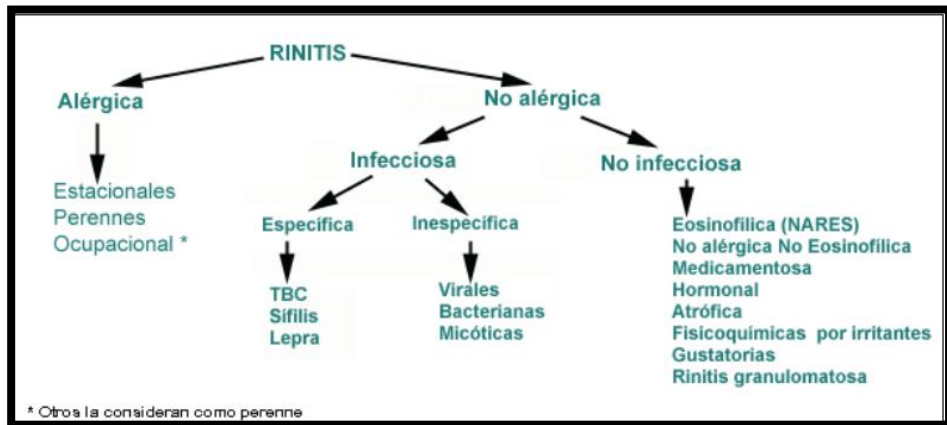 RINITIS
Alérgica
No alérgica
Estacionales
Perennes
Ocupacional *
Infecciosa
No infecciosa
Específica
Inespecífica
TBC
Sífilis
Lepra
Virales
Bacterianas
Micóticas
Eosinofílica (NARES)
No alérgica No Eosinofílica
Medicamentosa
Hormonal
Atrófica
Fisicoquímicas por irritantes
Gustatorias
Rinitis granulomatosa
* Otros la consideran como perenne